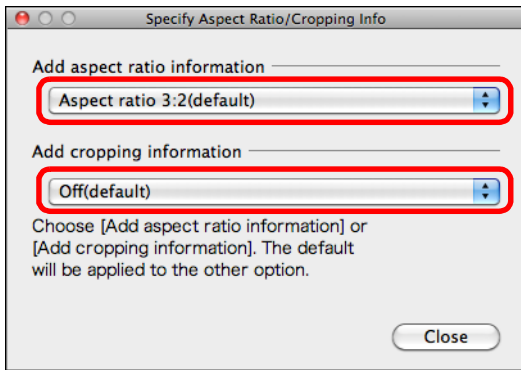 Specify Aspect Ratio/Cropping Info
Add aspect ratio information
Aspect ratio 3:2(default)
Add cropping information
Off(default)
Choose [Add aspect ratio information] or
[Add cropping information]. The default
will be applied to the other option.
Close